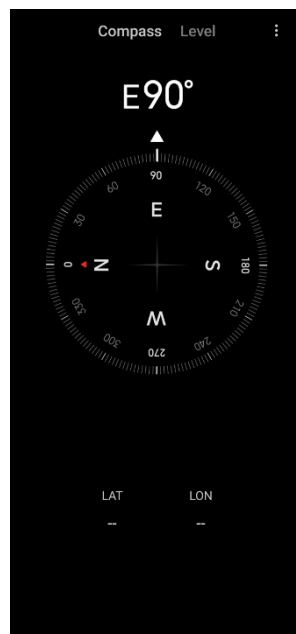 Compass Level
E90°
90
60 120
E
30 150
0 N S 180
330 210
W
300 240
270
LAT LON
-- --